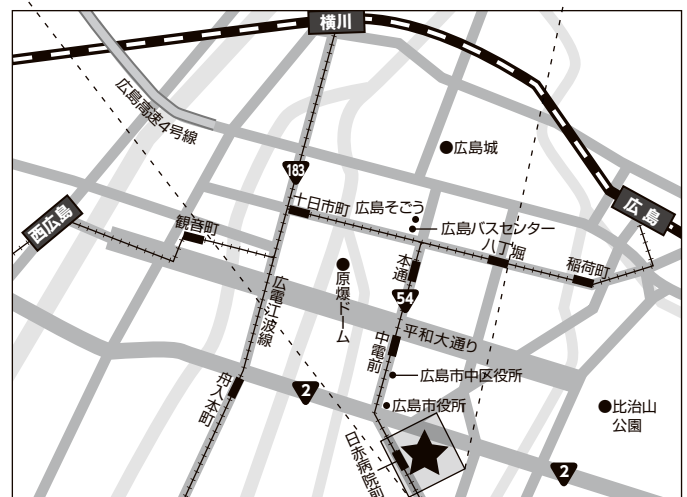 横川
広島高速4号線
広島城
183
広島
十日市町
広島そごう
西広島
観音町
広島バスセンター
八丁堀
本通
稲荷町
原爆ドーム
広電江波線
54
平和大通り
中電前
広島市中区役所
舟入本町
2
広島市役所
比治山
公園
日赤病院前
2